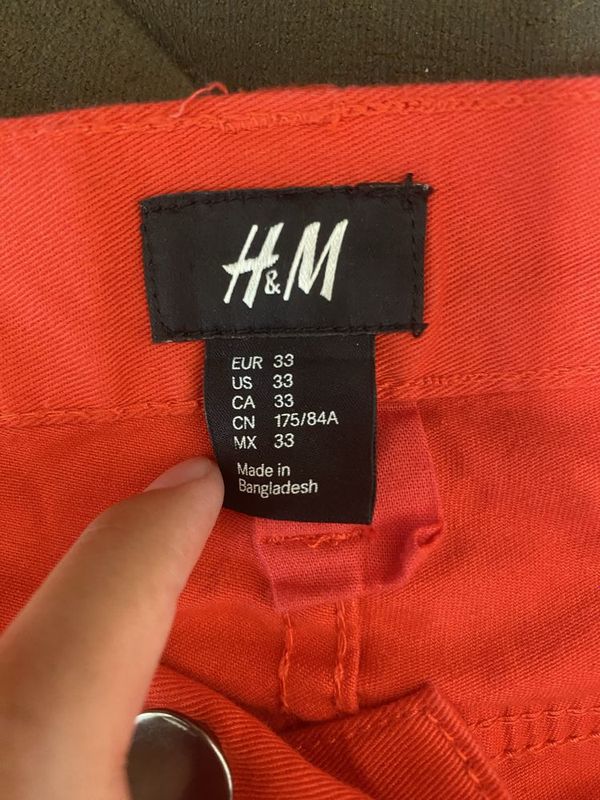 H&M
EUR 33
US 33
CA 33
CN 175/84A
MX 33
Made in
Bangladesh